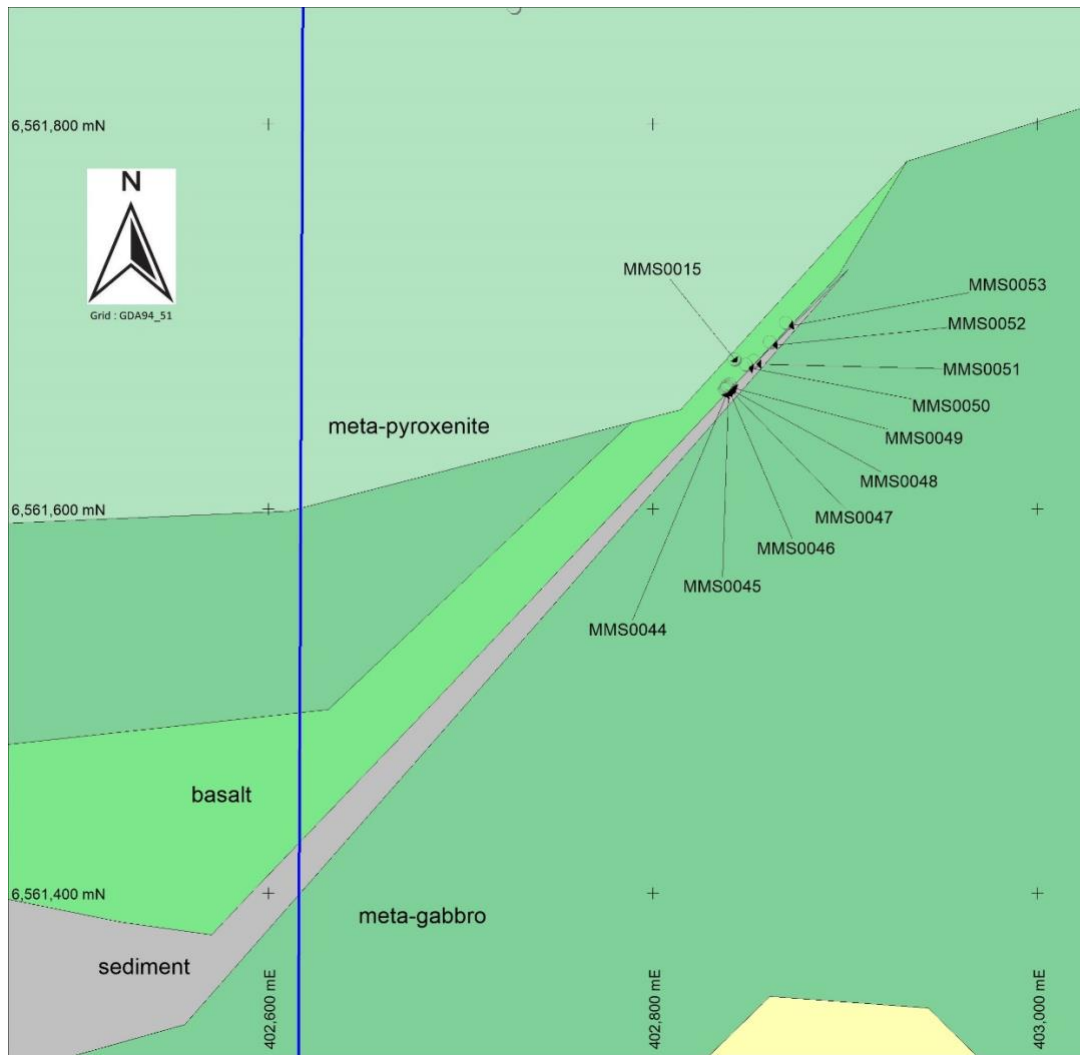 6,561,800 mN
N
Grid : GDA94_51
MMS0015
MMS0053
MMS0052
MMS0051
MMS0050
meta-pyroxenite
MMS0049
MMS0048
6,561,600 mN
MMS0047
MMS0046
MMS0045
MMS0044
basalt
6,561,400 mN
meta-gabbro
sediment
402,600 mE
402,800 mE
403,000 mE